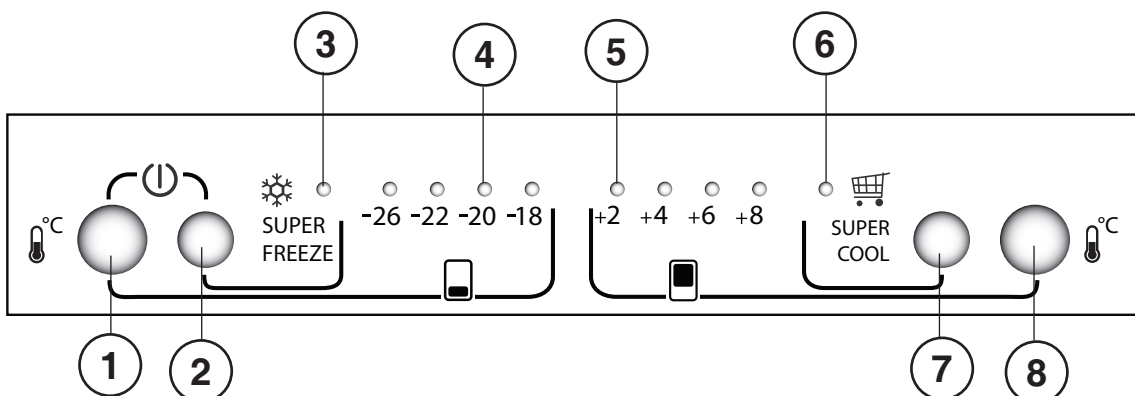 3 4 5 6
°C °C
SUPER
FREEZE
-26 -22 -20 -18
+2 +4 +6 +8
SUPER
COOL
1 2 7 8